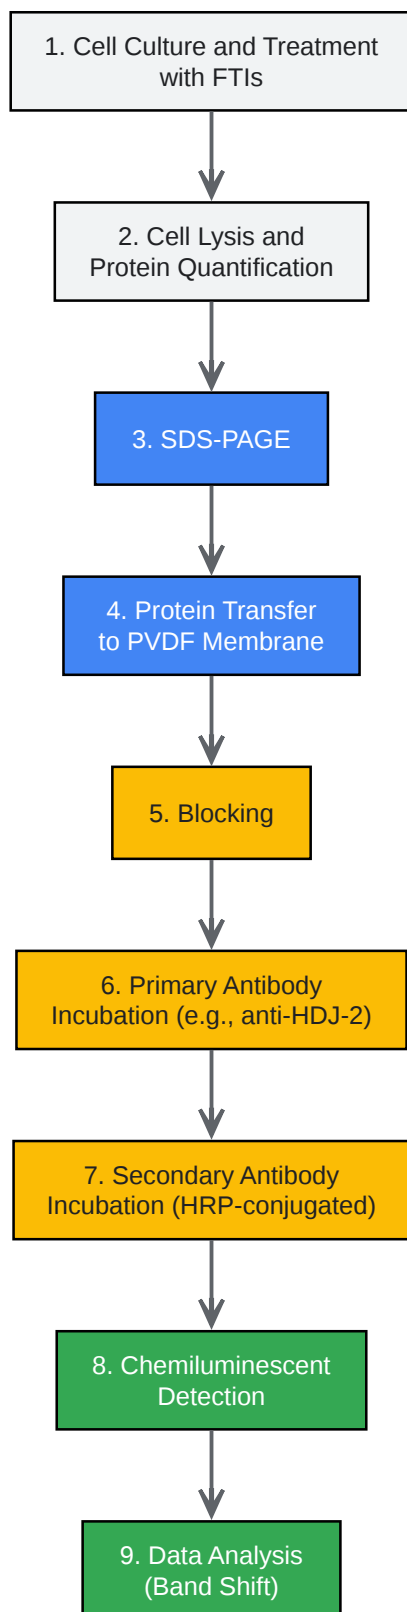 1. Cell Culture and Treatment
with FTIs
2. Cell Lysis and
Protein Quantification
3. SDS-PAGE
4. Protein Transfer
to PVDF Membrane
5. Blocking
6. Primary Antibody
Incubation (e.g., anti-HDJ-2)
7. Secondary Antibody
Incubation (HRP-conjugated)
8. Chemiluminescent
Detection
9. Data Analysis
(Band Shift)